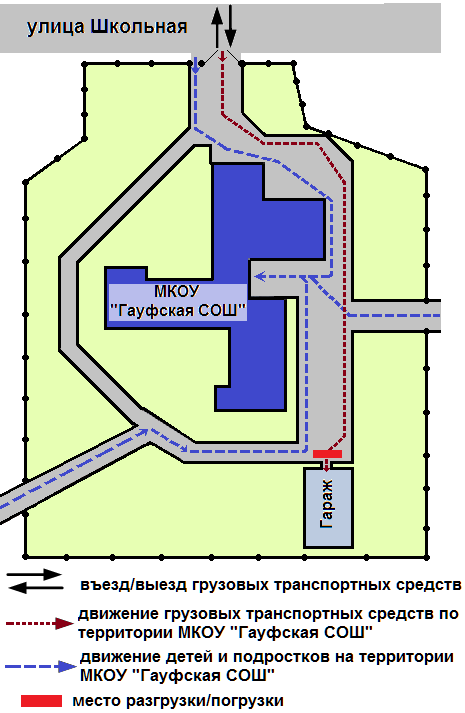 улица Школьная
МКОУ
"Гауфская СОШ"
Гараж
въезд/выезд грузовых транспортных средств
движение грузовых транспортных средств по
территории МКОУ "Гауфская СОШ"
движение детей и подростков на территории
МКОУ "Гауфская СОШ"
место разгрузки/погрузки